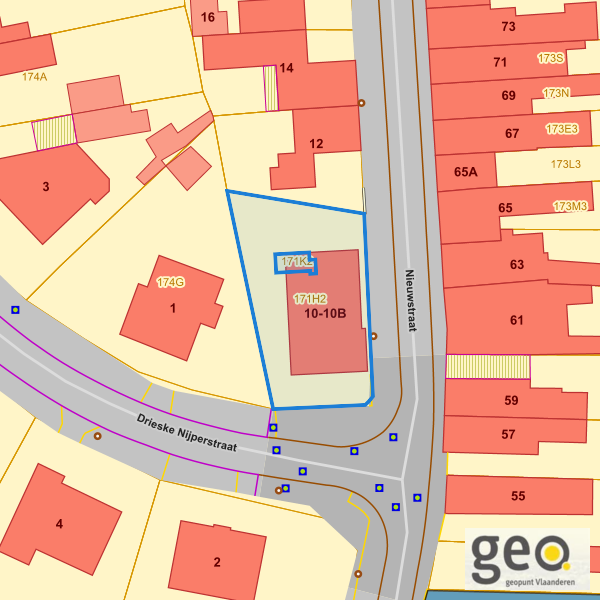 16
73
71
173S
174A
14
69
173N
67
173E3
12
65A
173L3
3
65
173M3
171K2
63
174G
1
171H2
10-10B
Nieuwstraat
61
59
Drieske Nijperstraat
57
55
4
2
geo.
geopunt Vlaanderen